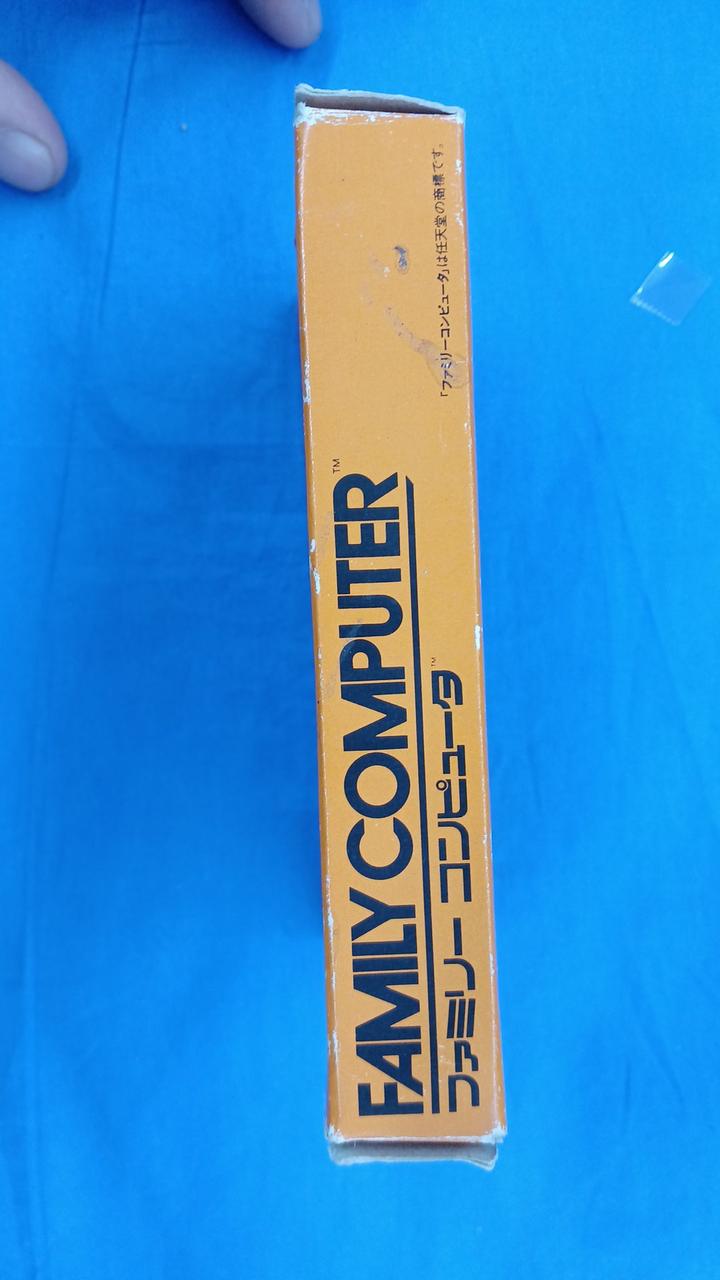 FAMILY COMPUTER™
ファミリー コンピュータ™
「ファミリーコンピュータ」は任天堂の商標です。